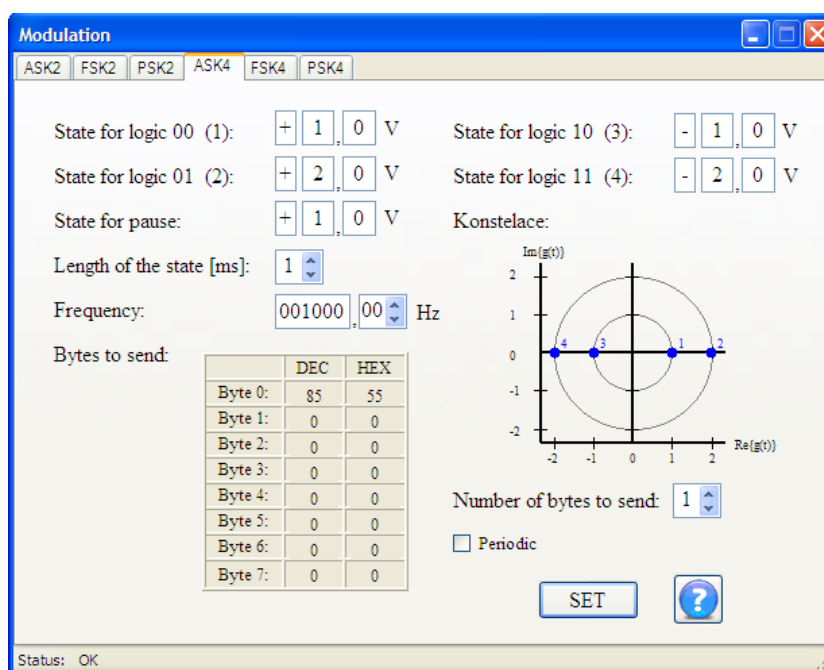 Modulation
ASK2 FSK2 PSK2 ASK4 FSK4 PSK4
State for logic 00 (1): + 1 , 0 V State for logic 10 (3): - 1 , 0 V
State for logic 01 (2): + 2 , 0 V State for logic 11 (4): - 2 , 0 V
State for pause: + 1 , 0 V Konstelace:
Length of the state [ms]: 1
Frequency: 001000 , 00 Hz
Bytes to send:
DEC HEX
Byte 0: 85 55
Byte 1: 0 0
Byte 2: 0 0
Byte 3: 0 0
Byte 4: 0 0
Byte 5: 0 0
Byte 6: 0 0
Byte 7: 0 0
Im{g(t)}
2
1
0
-1
-2
4 3 1 2
-2 -1 0 1 2
Re{g(t)}
Number of bytes to send: 1
Periodic
SET ?
Status: OK